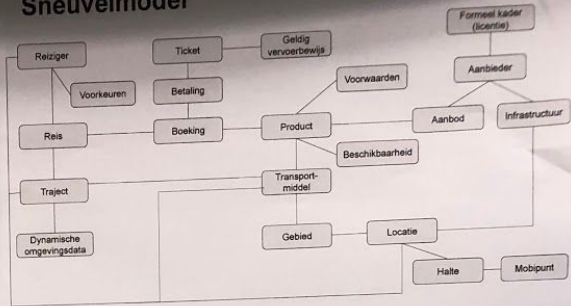 Sneuvelmodel
Formeel kader
(licentie)
Reiziger
Ticket
Geldig
vervoerbewijs
Aanbieder
Voorkeuren
Betaling
Voorwaarden
Reis
Boeking
Product
Aanbod
Infrastructuur
Beschikbaarheid
Traject
Transport-
middel
Dynamische
omgevingsdata
Gebied
Locatie
Halte
Mobipunt